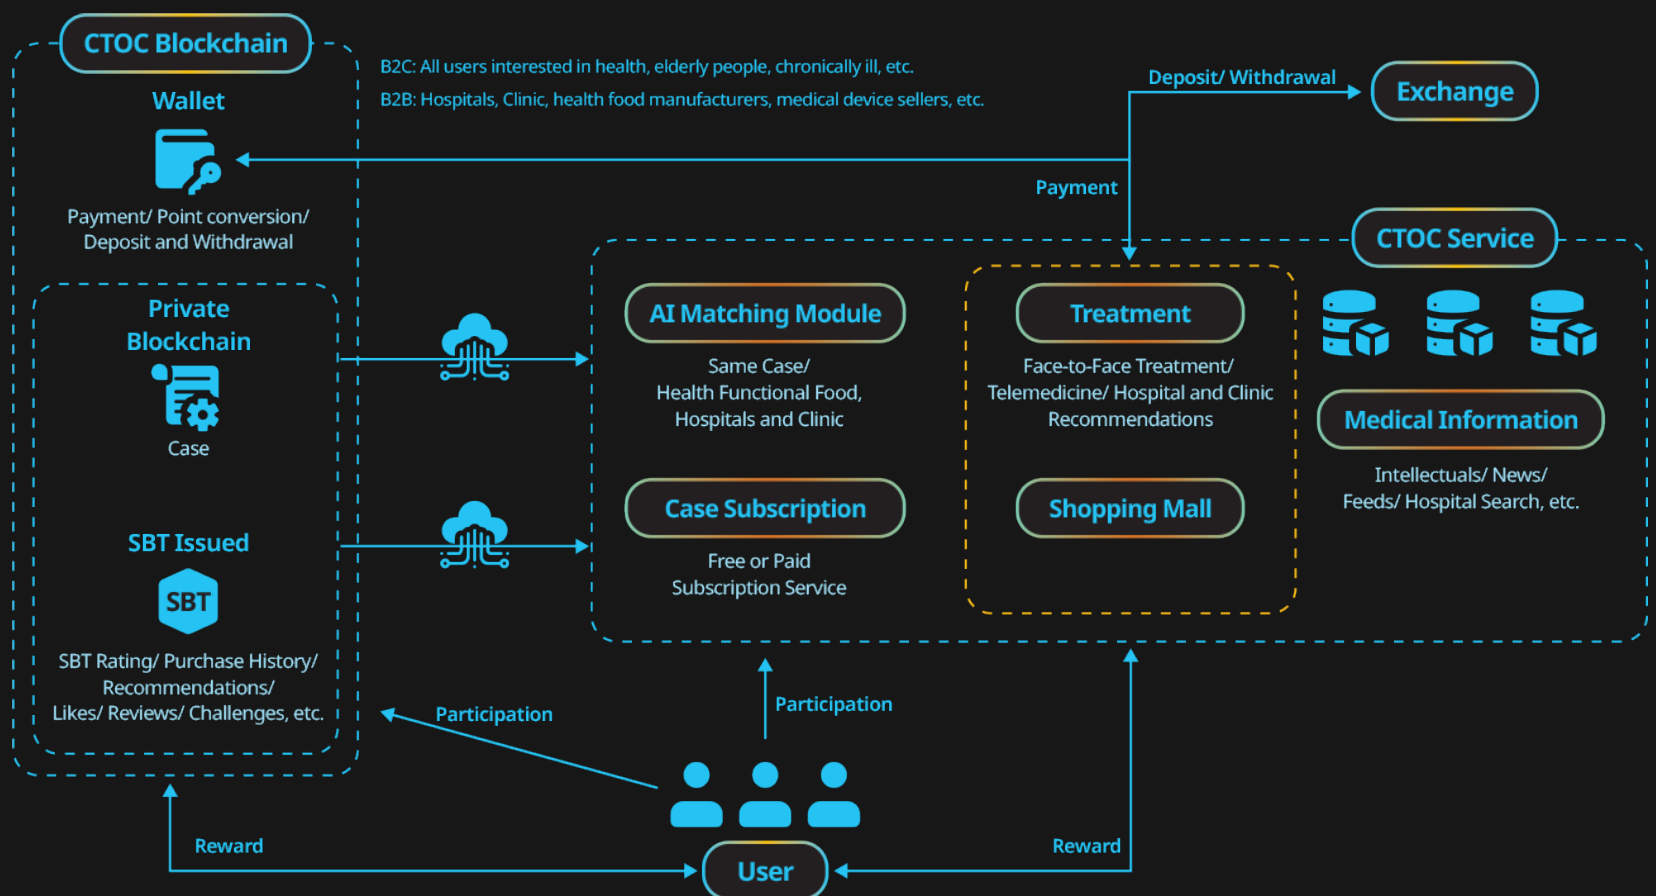 CTOC Blockchain
Wallet
Payment/ Point conversion/
Deposit and Withdrawal
Private
Blockchain
Case
SBT Issued
SBT
SBT Rating/ Purchase History/
Recommendations/
Likes/ Reviews/ Challenges, etc.
B2C: All users interested in health, elderly people, chronically ill, etc.
B2B: Hospitals, Clinic, health food manufacturers, medical device sellers, etc.
Deposit/ Withdrawal
Exchange
Payment
CTOC Service
AI Matching Module
Same Case/
Health Functional Food,
Hospitals and Clinic
Case Subscription
Free or Paid
Subscription Service
Treatment
Face-to-Face Treatment/
Telemedicine/ Hospital and Clinic
Recommendations
Shopping Mall
Medical Information
Intellectuals/ News/
Feeds/ Hospital Search, etc.
Participation
Participation
Reward
Reward
User